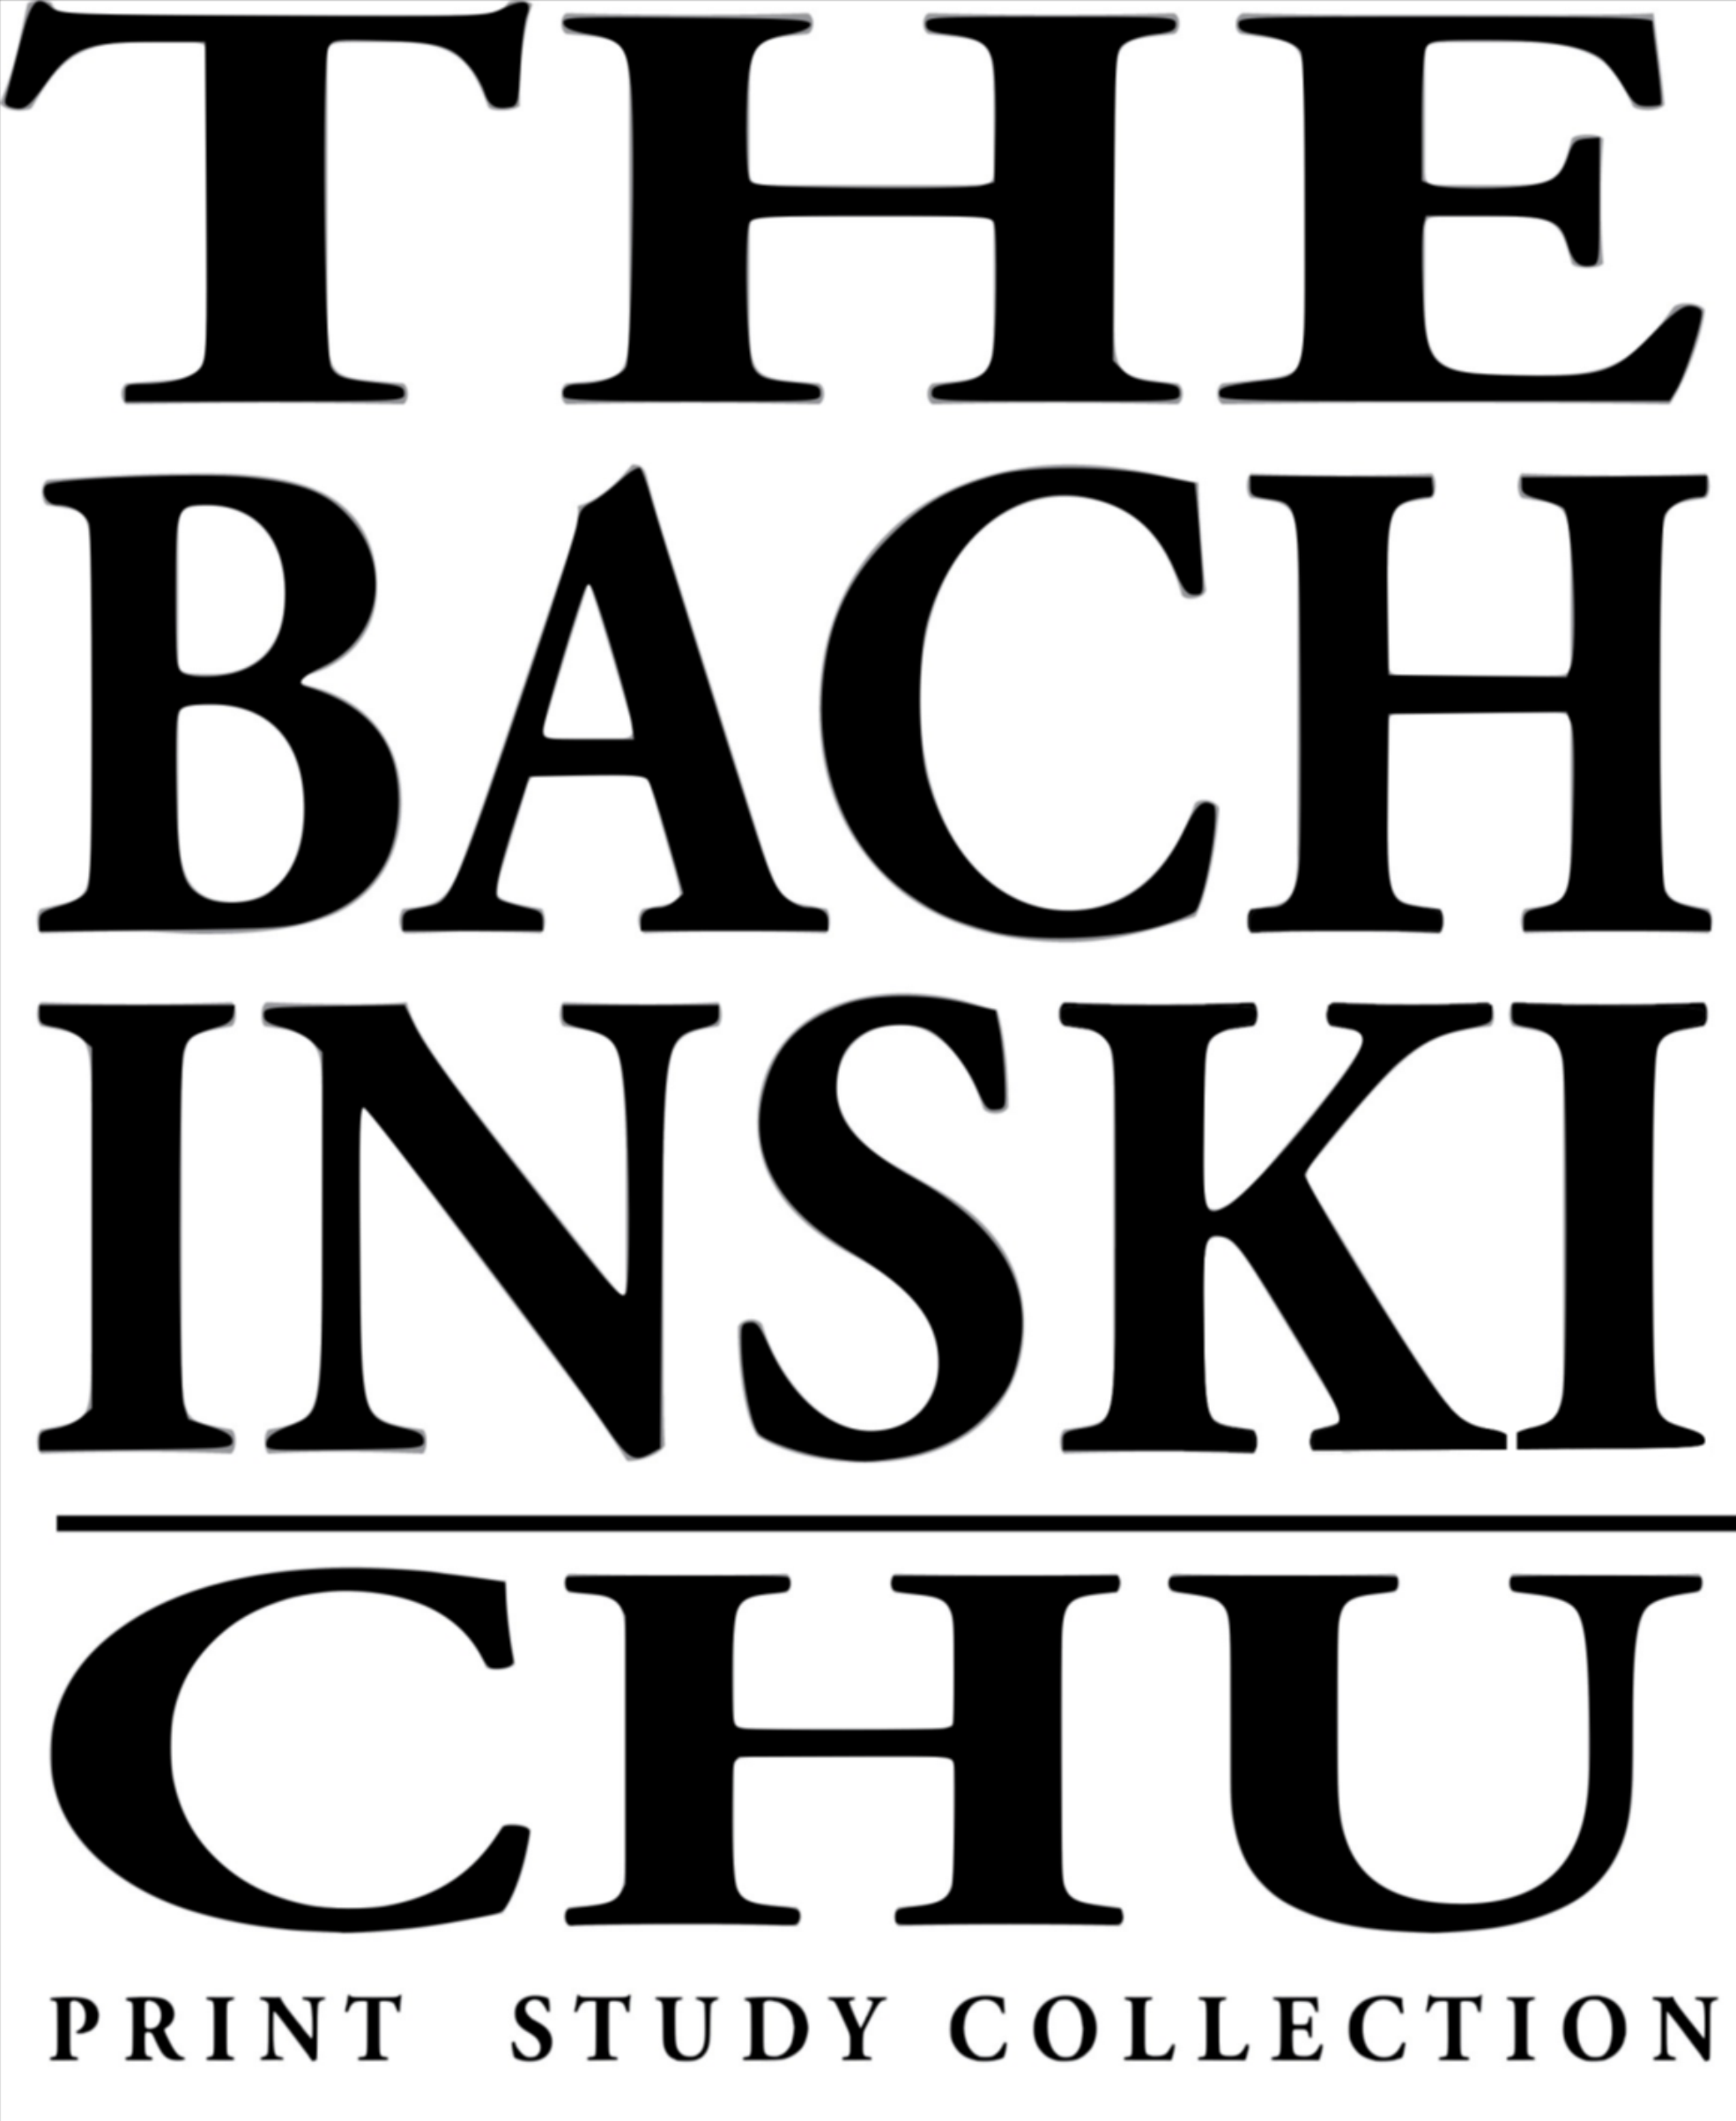 THE
BACH
INSKI
CHU
PRINT STUDY COLLECTION